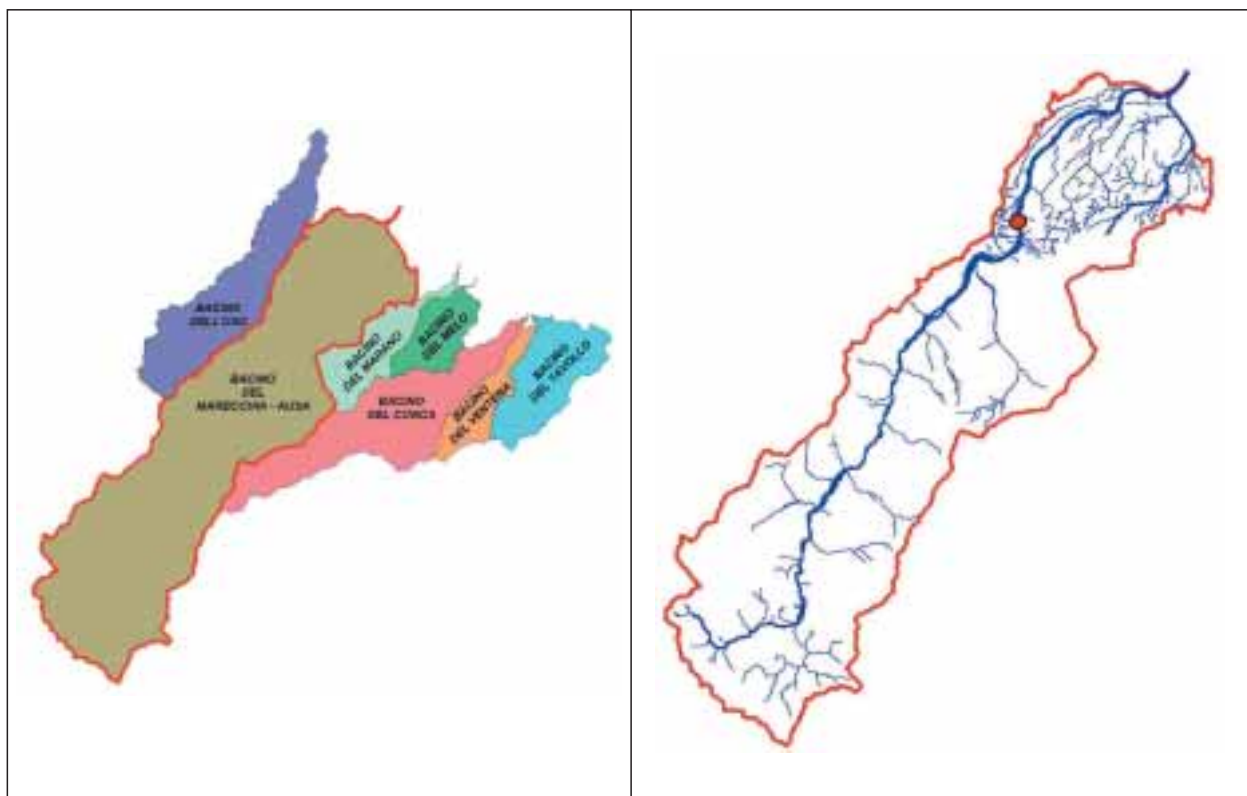 BACINO
DELL'USO
BACINO
DEL
MARECCHIA - AUSA
BACINO
DEL MARANO
BACINO
DEL MELO
BACINO
DEL CONCA
BACINO
DEL VENTENA
BACINO
DEL TAVOLLO